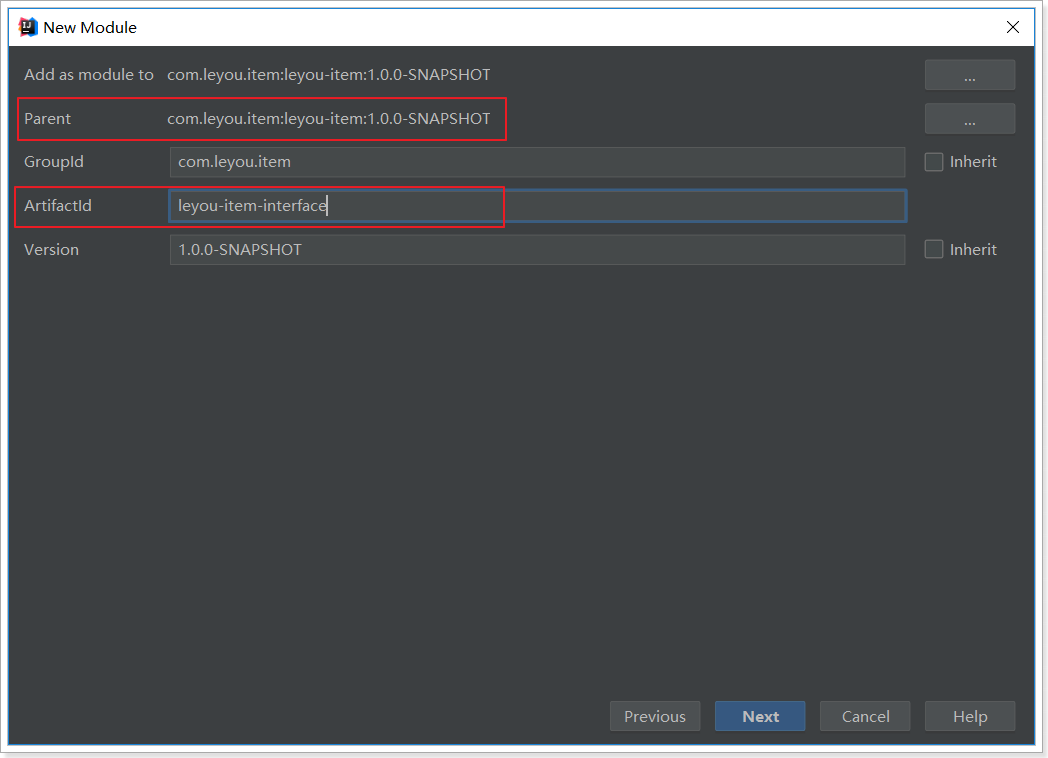 New Module
Add as module to com.leyou.item:leyou-item:1.0.0-SNAPSHOT ...
Parent com.leyou.item:leyou-item:1.0.0-SNAPSHOT ...
GroupId com.leyou.item Inherit
ArtifactId leyou-item-interface
Version 1.0.0-SNAPSHOT Inherit
Previous Next Cancel Help